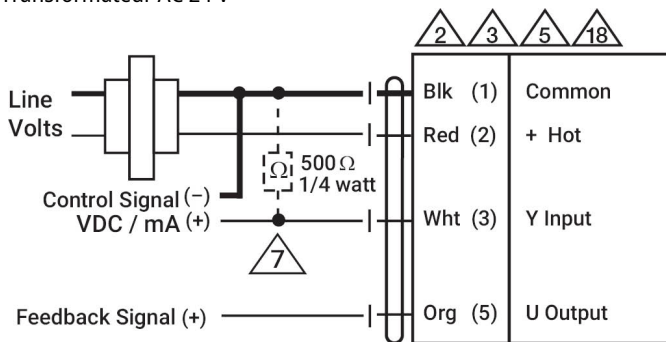 Transformateur AC 24 V
2 3 5 18
Line
Volts
Blk (1) Common
Red (2) + Hot
Ω 500 Ω
1/4 watt
Control Signal (–)
VDC / mA (+)
Wht (3) Y Input
7
Feedback Signal (+)
Org (5) U Output